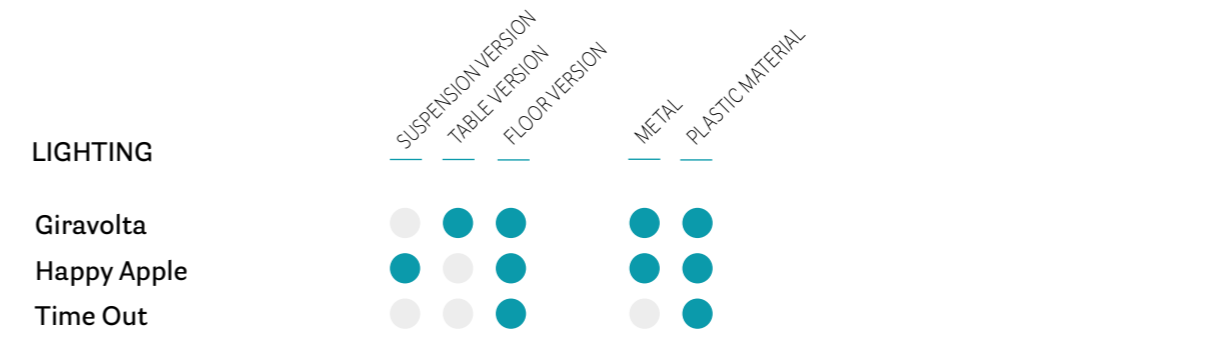 SUSPENSION VERSION
TABLE VERSION
FLOOR VERSION
METAL
PLASTIC MATERIAL
LIGHTING
Giravolta
Happy Apple
Time Out